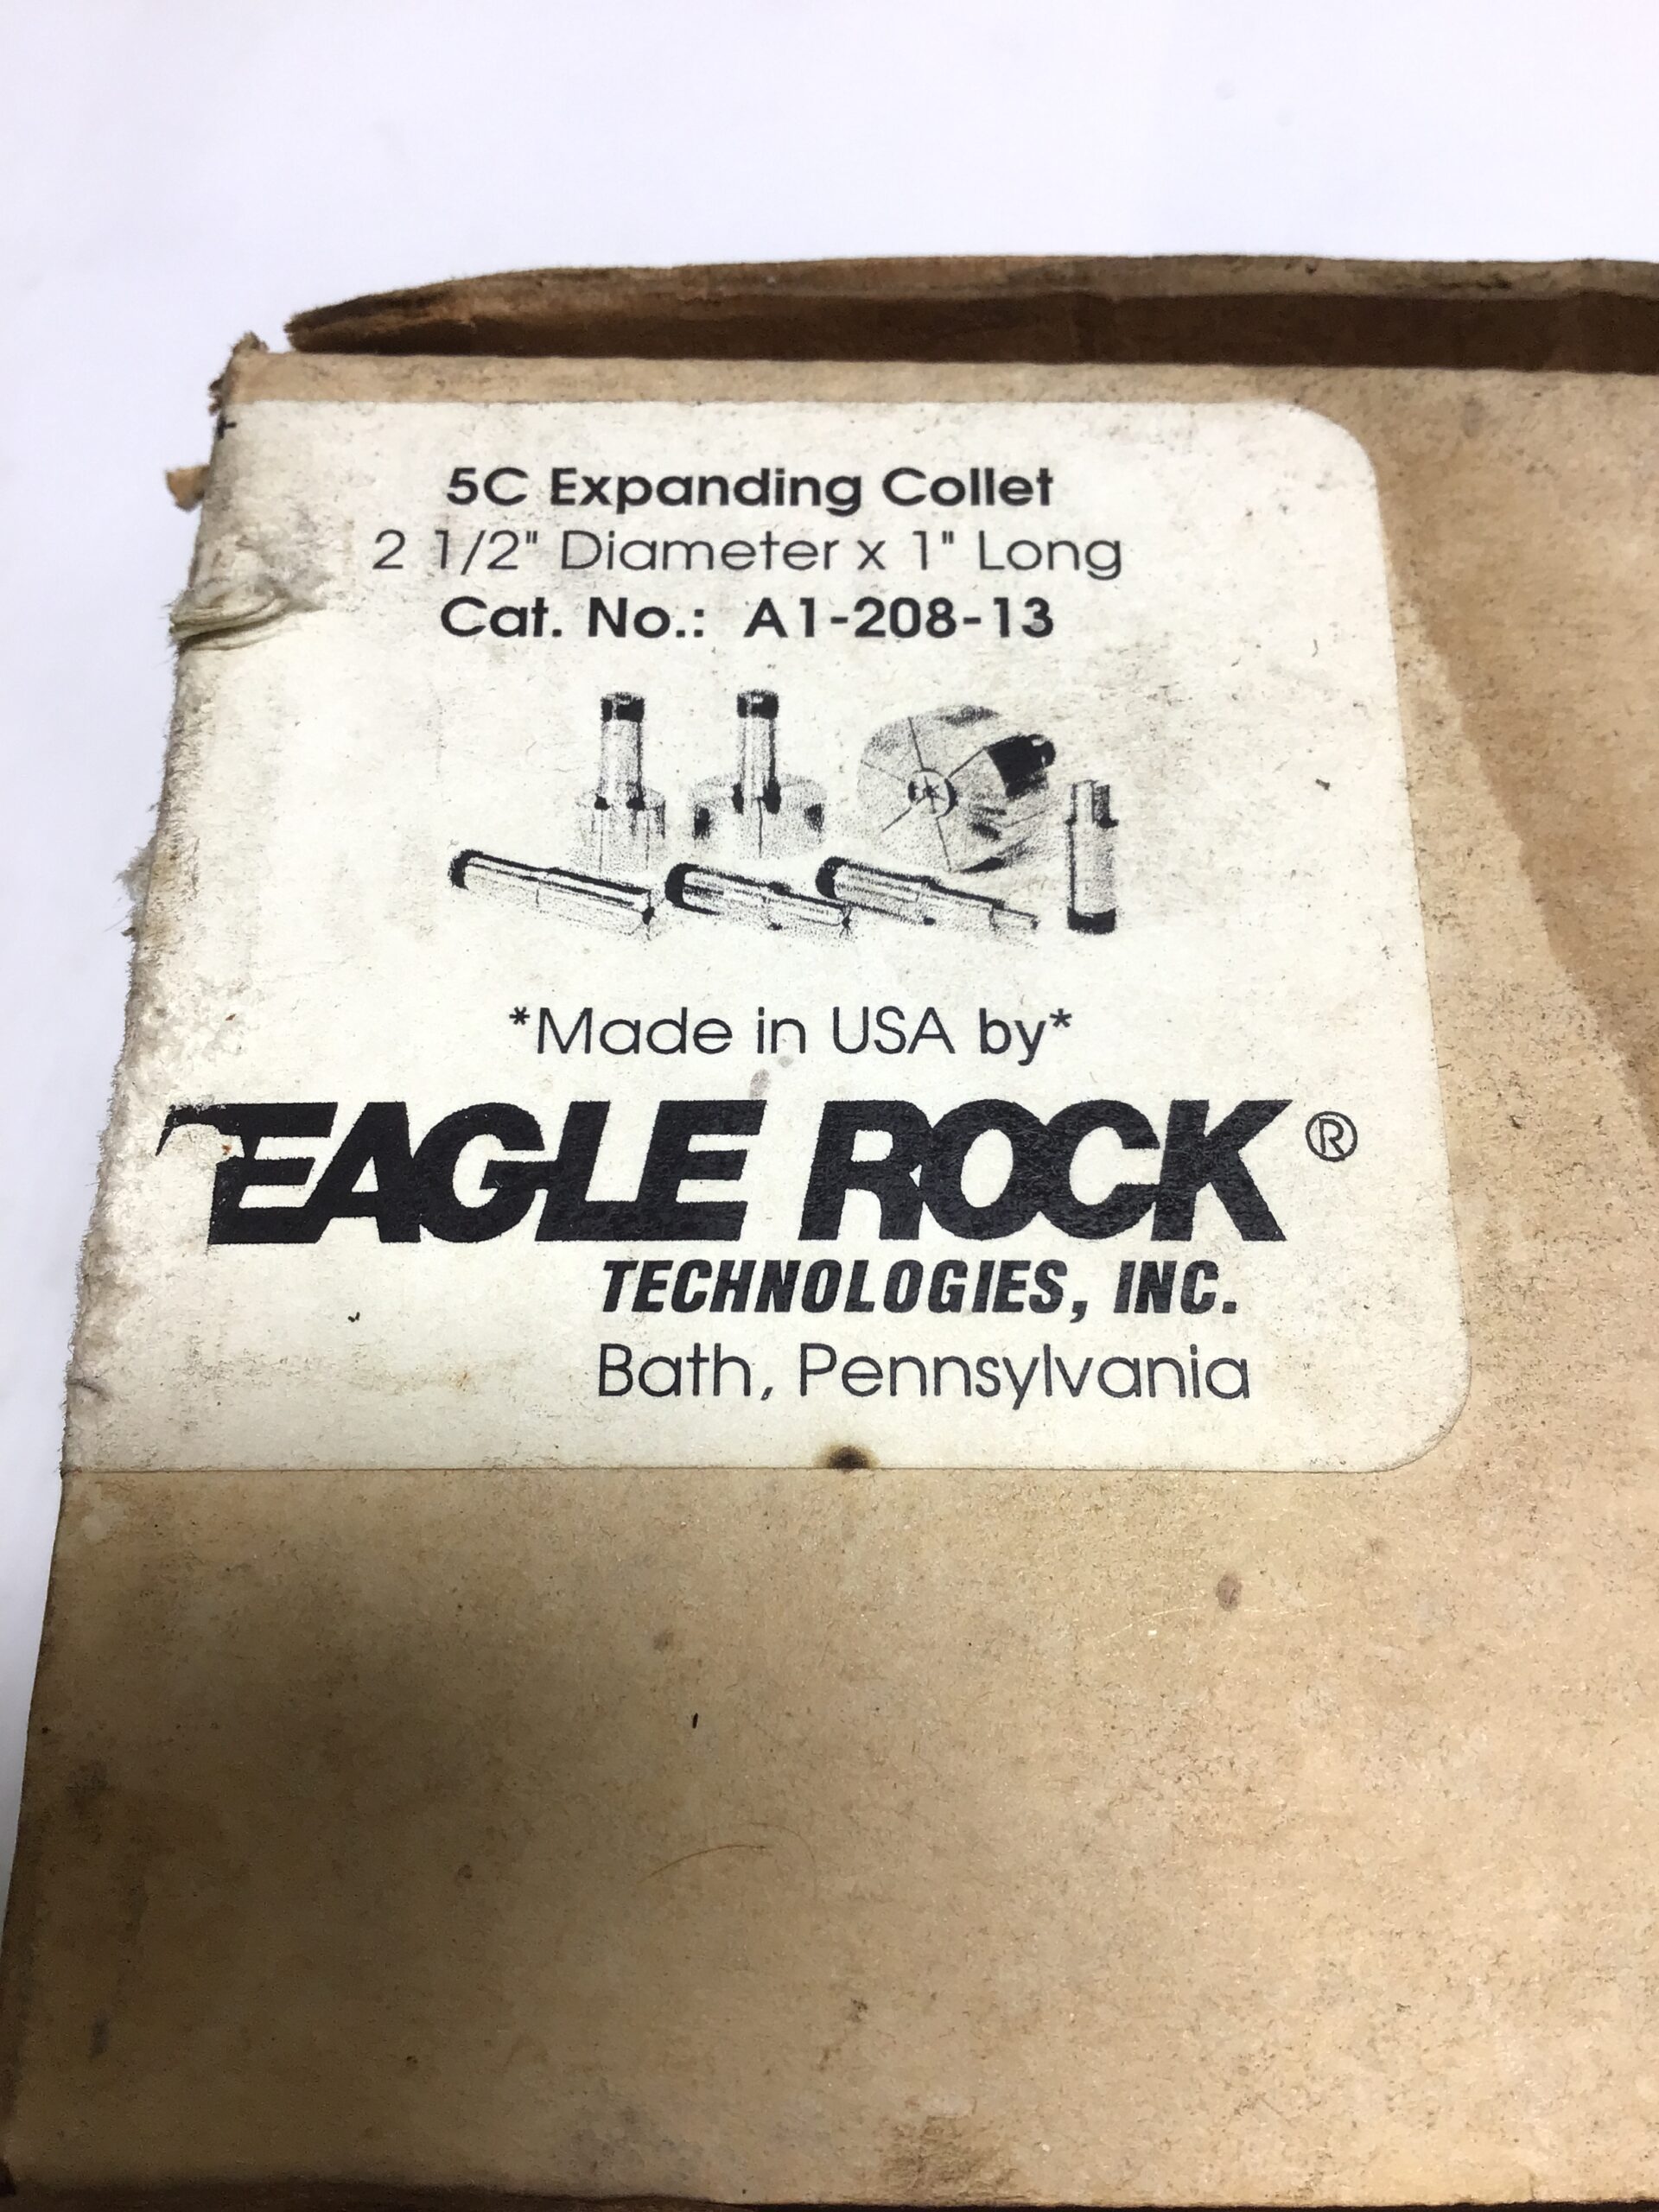 5C Expanding Collet
2 1/2" Diameter x 1" Long
Cat. No.: A1-208-13
*Made in USA by*
EAGLE ROCK®
TECHNOLOGIES, INC.
Bath, Pennsylvania